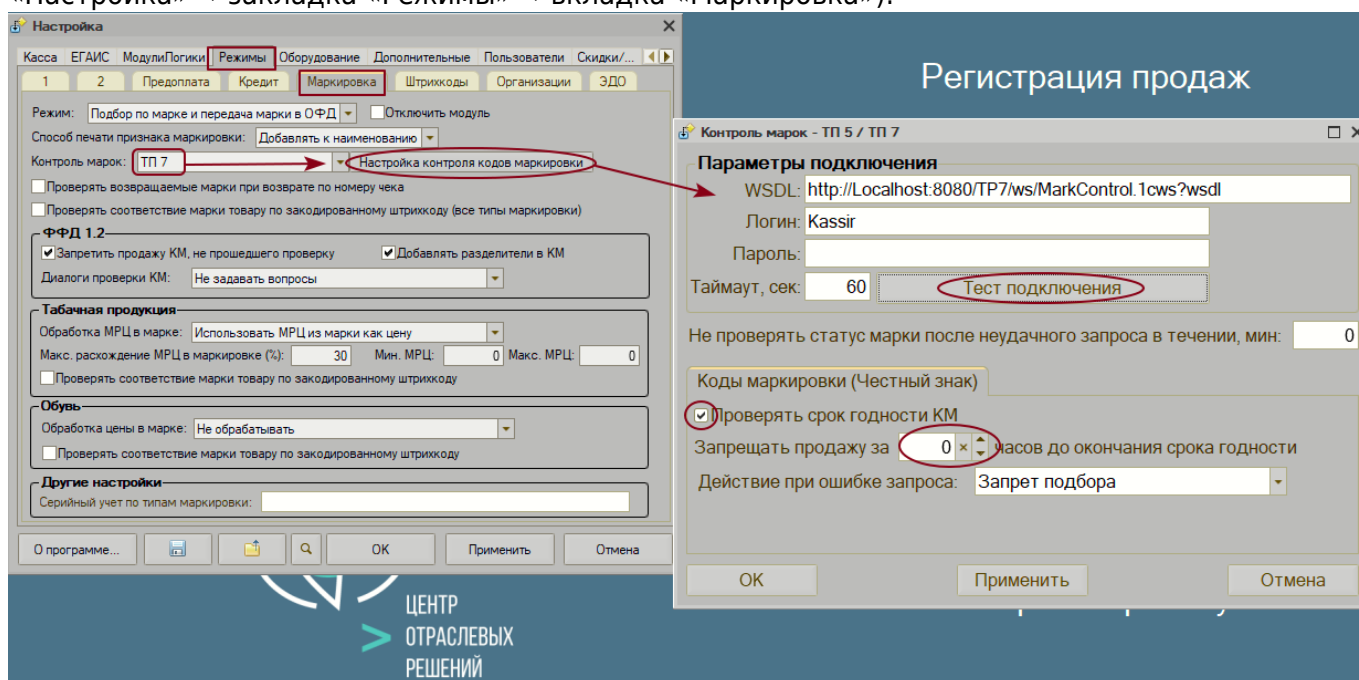 «Настройка» → закладка «Режимы» → вкладка «Маркировка»).
Настройка
Касса ЕГАИС МодулиЛогики Режимы Оборудование Дополнительные Пользователи Скидки/...
1 2 Предоплата Кредит Маркировка Штрихкоды Организации ЭДО
Режим: Подбор по марке и передача марки в ОФД Отключить модуль
Способ печати признака маркировки: Добавлять к наименованию
Контроль марок: ТП 7 Настройка контроля кодов маркировки
Проверять возвращаемые марки при возврате по номеру чека
Проверять соответствие марки товару по закодированному штрихкоду (все типы маркировки)
ФФД 1.2
Запретить продажу КМ, не прошедшего проверку Добавлять разделители в КМ
Диалоги проверки КМ: Не задавать вопросы
Табачная продукция
Обработка МРЦ в марке: Использовать МРЦ из марки как цену
Макс. расхождение МРЦ в маркировке (%): 30 Мин. МРЦ: 0 Макс. МРЦ: 0
Проверять соответствие марки товару по закодированному штрихкоду
Обувь
Обработка цены в марке: Не обрабатывать
Проверять соответствие марки товару по закодированному штрихкоду
Другие настройки
Серийный учет по типам маркировки:
О программе... ОК Применить Отмена
Регистрация продаж
Контроль марок - ТП 5 / ТП 7
Параметры подключения
WSDL: http://Localhost:8080/TP7/ws/MarkControl.1cws?wsdl
Логин: Kassir
Пароль:
Таймаут, сек: 60 Тест подключения
Не проверять статус марки после неудачного запроса в течении, мин: 0
Коды маркировки (Честный знак)
Проверять срок годности КМ
Запрещать продажу за 0 часов до окончания срока годности
Действие при ошибке запроса: Запрет подбора
ОК Применить Отмена
ЦЕНТР
ОТРАСЛЕВЫХ
РЕШЕНИЙ